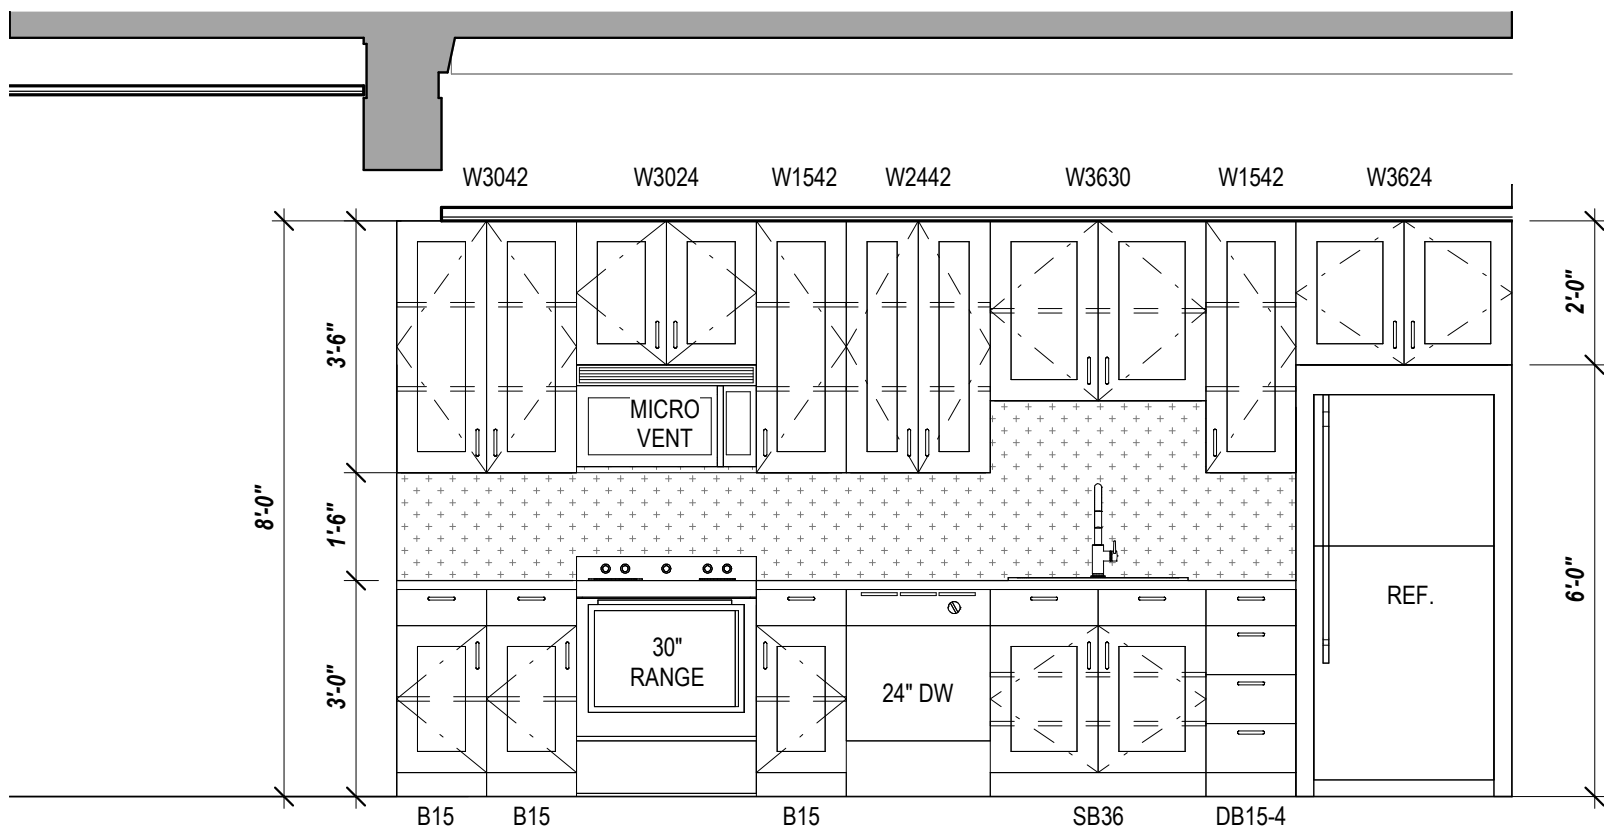 W3042 W3024 W1542 W2442 W3630 W1542 W3624
2'-0"
3'-6"
MICRO
VENT
8'-0"
1'-6"
6'-0"
REF.
30"
RANGE
24" DW
3'-0"
B15 B15 B15 SB36 DB15-4